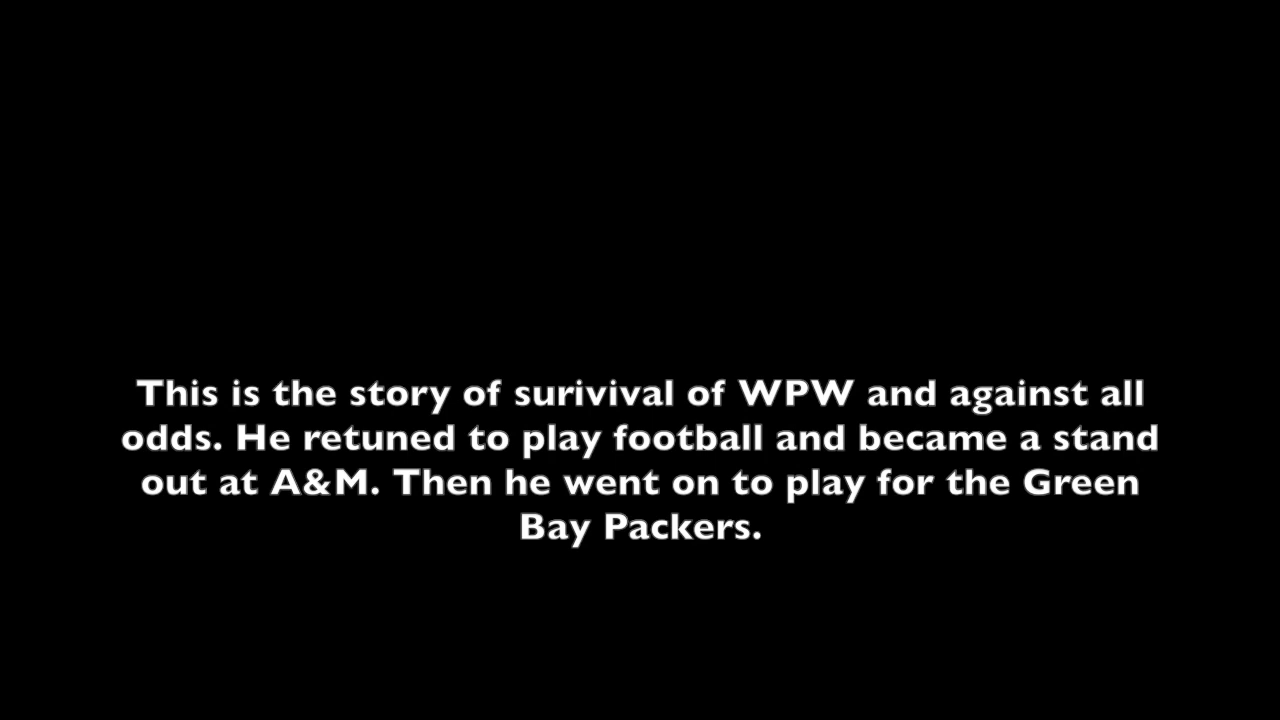 This is the story of surivival of WPW and against all
odds. He retuned to play football and became a stand
out at A&M. Then he went on to play for the Green
Bay Packers.